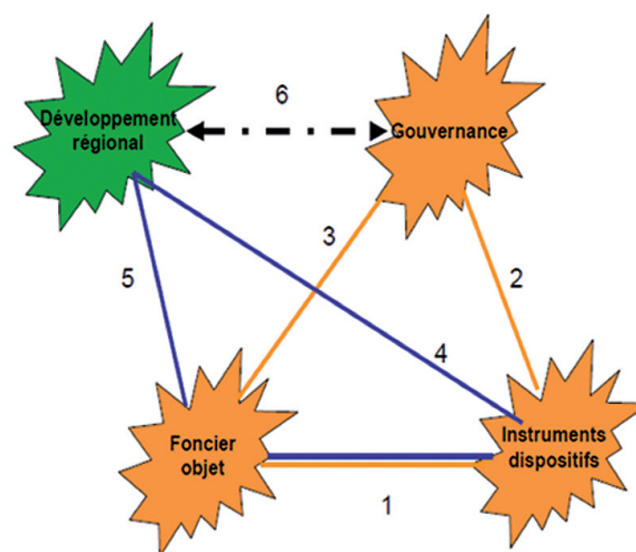 Développement
régional
6
Gouvernance
3
5
2
4
Foncier
objet
Instruments
dispositifs
1